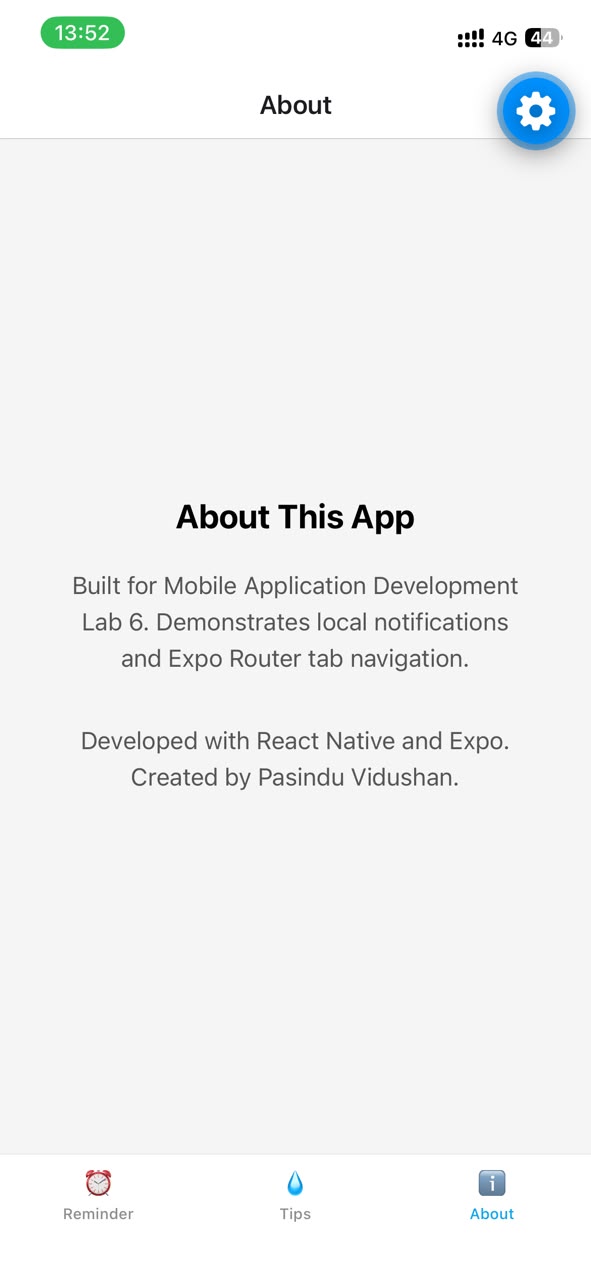 13:52
4G 44
About
About This App
Built for Mobile Application Development
Lab 6. Demonstrates local notifications
and Expo Router tab navigation.
Developed with React Native and Expo.
Created by Pasindu Vidushan.
Reminder Tips About